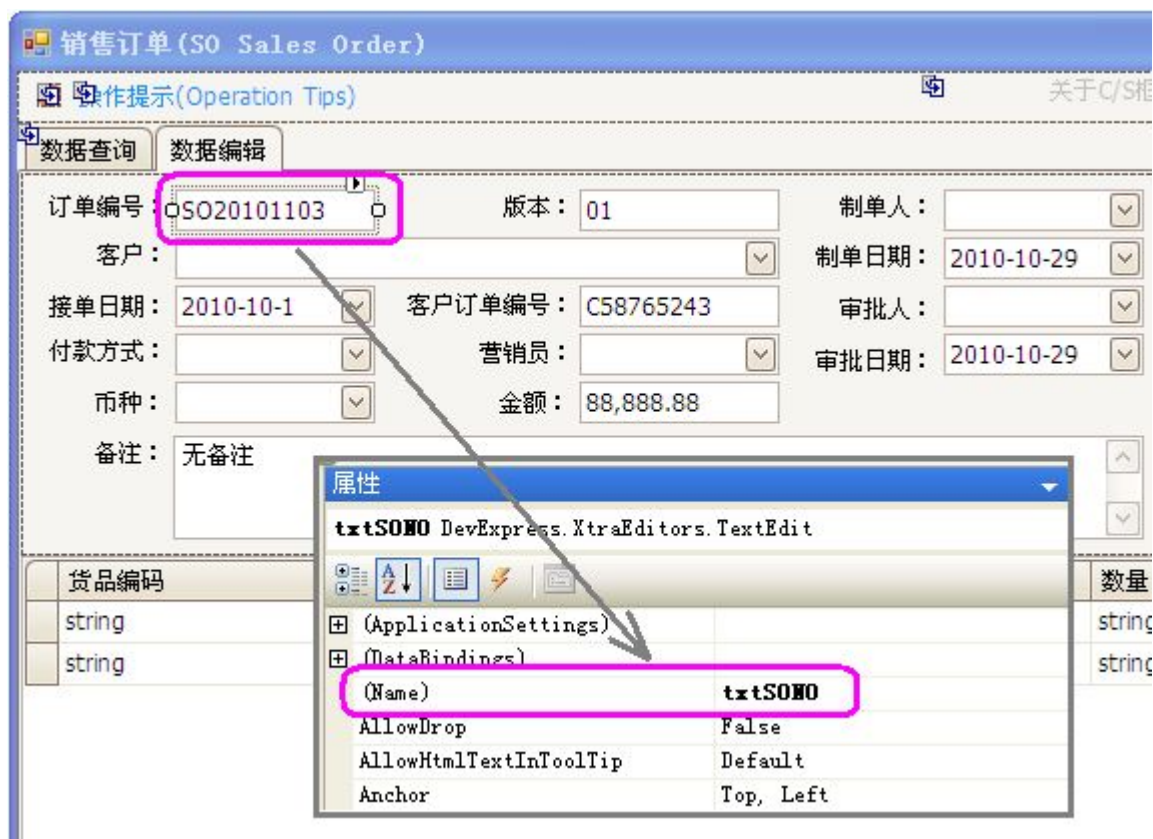 销售订单(SO Sales Order)
操作提示(Operation Tips) 关于C/S框
数据查询 数据编辑
订单编号: SO20101103 版本: 01 制单人:
客户: 制单日期: 2010-10-29
接单日期: 2010-10-1 客户订单编号: C58765243 审批人:
付款方式: 营销员: 审批日期: 2010-10-29
币种: 金额: 88,888.88
备注: 无备注
属性
txtSONO DevExpress.XtraEditors.TextEdit
货品编码 数量
string (ApplicationSettings) string
string (DataBindings) string
(Name) txtSONO
AllowDrop False
AllowHtmlTextInToolTip Default
Anchor Top, Left